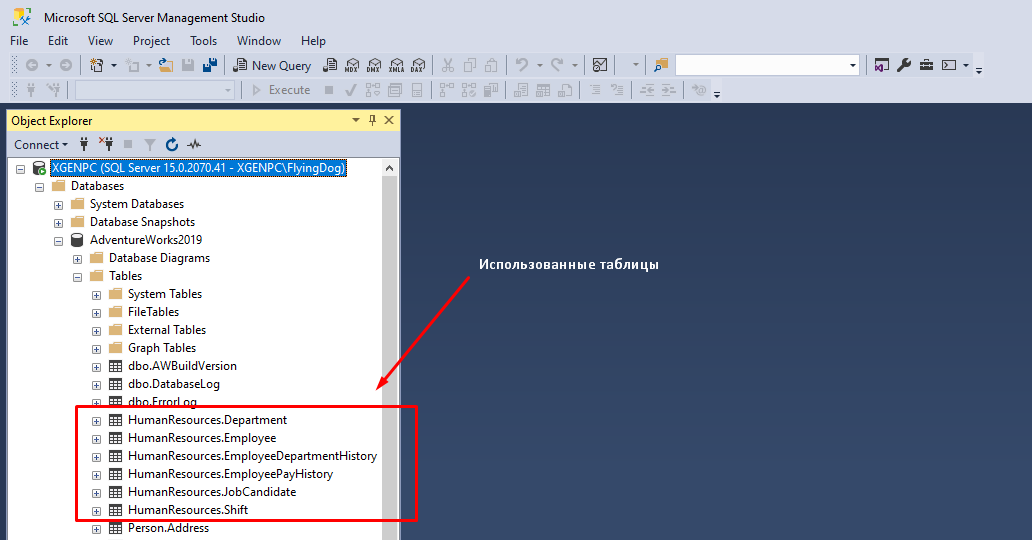 Microsoft SQL Server Management Studio
File Edit View Project Tools Window Help
New Query MDX DMX XMLA DAX
Execute
Object Explorer
Connect
XGENPC (SQL Server 15.0.2070.41 - XGENPC\FlyingDog)
Databases
System Databases
Database Snapshots
AdventureWorks2019
Database Diagrams
Использованные таблицы
Tables
System Tables
FileTables
External Tables
Graph Tables
dbo.AWBuildVersion
dbo.DatabaseLog
dbo.ErrorLog
HumanResources.Department
HumanResources.Employee
HumanResources.EmployeeDepartmentHistory
HumanResources.EmployeePayHistory
HumanResources.JobCandidate
HumanResources.Shift
Person.Address